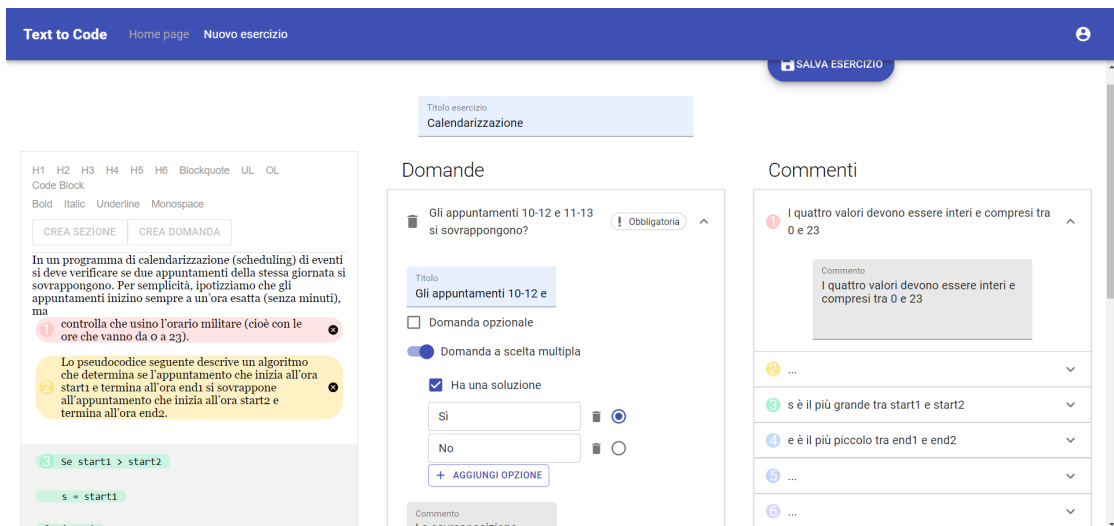 Text to Code Home page Nuovo esercizio
SALVA ESERCIZIO
Titolo esercizio
Calendarizzazione
H1 H2 H3 H4 H5 H6 Blockquote UL OL
Code Block
Bold Italic Underline Monospace
CREA SEZIONE CREA DOMANDA
In un programma di calendarizzazione (scheduling) di eventi
si deve verificare se due appuntamenti della stessa giornata si
sovrappongono. Per semplicità, ipotizziamo che gli
appuntamenti inizino sempre a un'ora esatta (senza minuti),
ma
1 controlla che usino l'orario militare (cioè con le
ore che vanno da 0 a 23).
2 Lo pseudocodice seguente descrive un algoritmo
che determina se l'appuntamento che inizia all'ora
start1 e termina all'ora end1 si sovrappone
all'appuntamento che inizia all'ora start2 e
termina all'ora end2.
3 Se start1 > start2
s = start1
Domande
Gli appuntamenti 10-12 e 11-13
si sovrappongono?
! Obbligatoria
Titolo
Gli appuntamenti 10-12 e
Domanda opzionale
Domanda a scelta multipla
Ha una soluzione
Sì
No
+ AGGIUNGI OPZIONE
Commento
Commenti
1 I quattro valori devono essere interi e compresi tra
0 e 23
Commento
I quattro valori devono essere interi e
compresi tra 0 e 23
2 ...
3 s è il più grande tra start1 e start2
4 e è il più piccolo tra end1 e end2
5 ...
6 ...